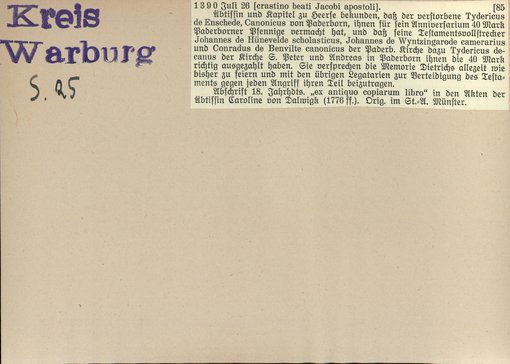 Kreis
Warburg
S. 25
1390 Juli 26 [crastino beati Jacobi apostoli]. [85
Äbtissin und Kapitel zu Heerse bekunden, daß der verstorbene Tydericus
de Enschede, Canonicus von Paderborn, ihnen für sein Anniversarium 40 Mark
Paderborner Pfennige vermacht hat, und daß seine Testamentsvollstrecker
Johannes de Hünevelde scholasticus, Johannes de Wyntzingarode camerarius
und Conradus de Benvilte canonicus der Paderb. Kirche dazu Tydericus de-
canus der Kirche S. Peter und Andreas in Paderborn ihnen die 40 Mark
richtig ausgezahlt haben. Sie versprechen die Memorie Dietrichs allezeit wie
bisher zu feiern und mit den übrigen Legatarien zur Verteidigung des Testa-
ments gegen jeden Angriff ihren Teil beizutragen.
Abschrift 18. Jahrhdts. „ex antiquo copiarum libro“ in den Akten der
Äbtissin Caroline von Dalwigk (1776 ff.). Orig. im St.-A. Münster.